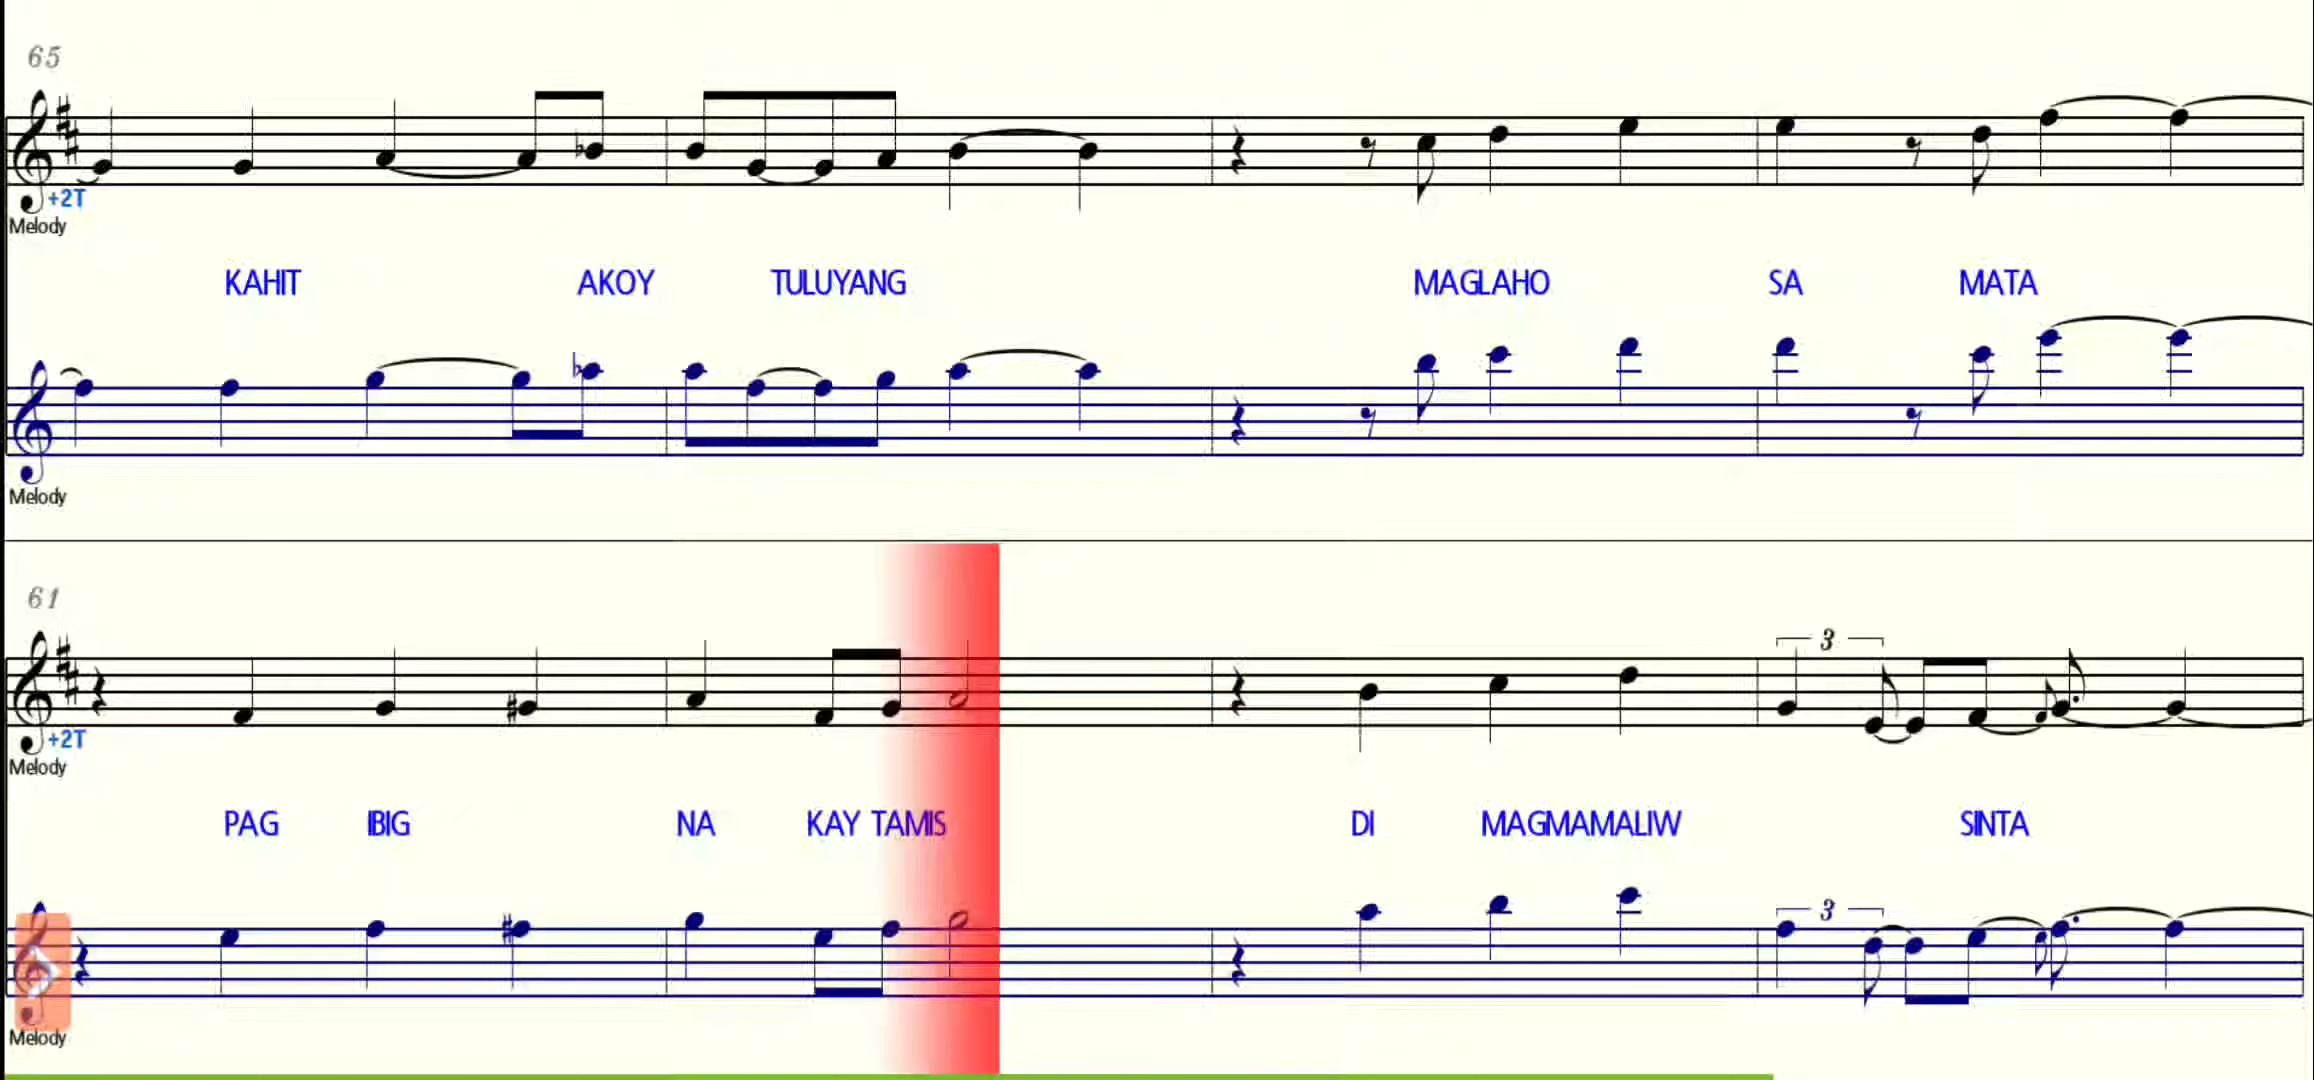 65
+2T
Melody
KAHIT AKOY TULUYANG MAGLAHO SA MATA
Melody
61
3
+2T
Melody
PAG IBIG NA KAY TAMIS DI MAGMAMALIW SINTA
3
Melody